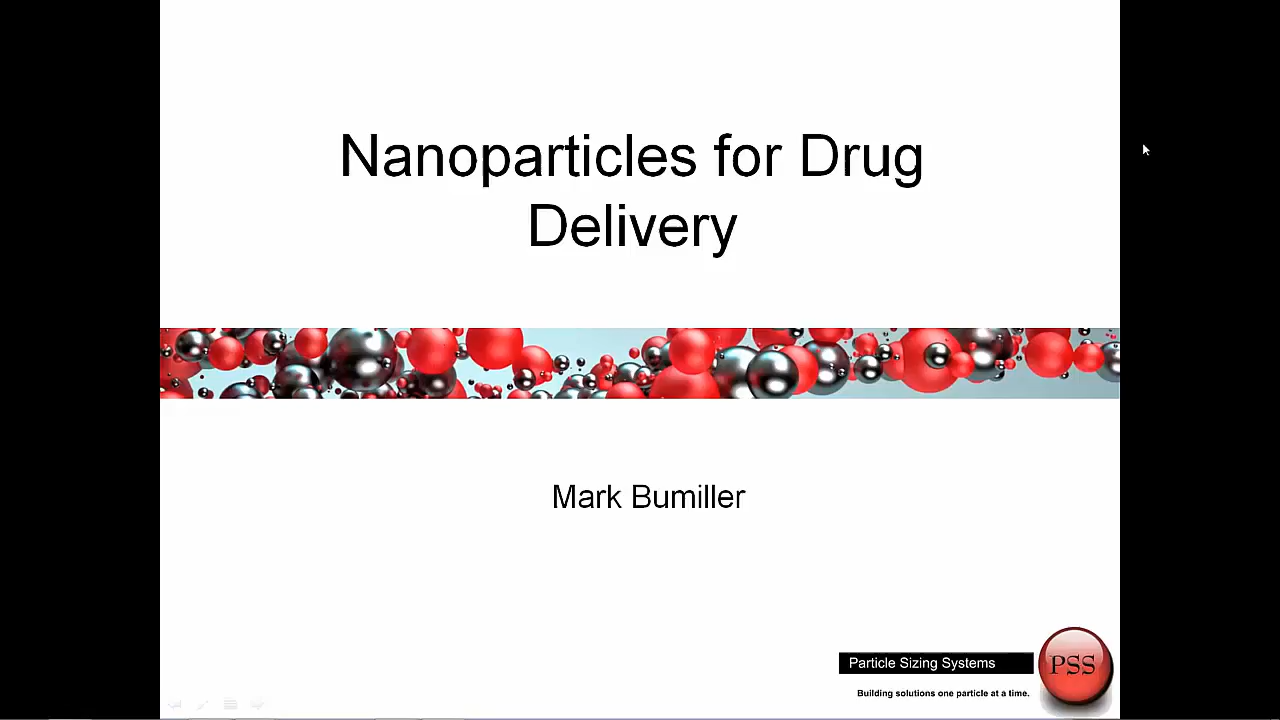 Nanoparticles for Drug
Delivery
Mark Bumiller
Particle Sizing Systems
PSS
Building solutions one particle at a time.